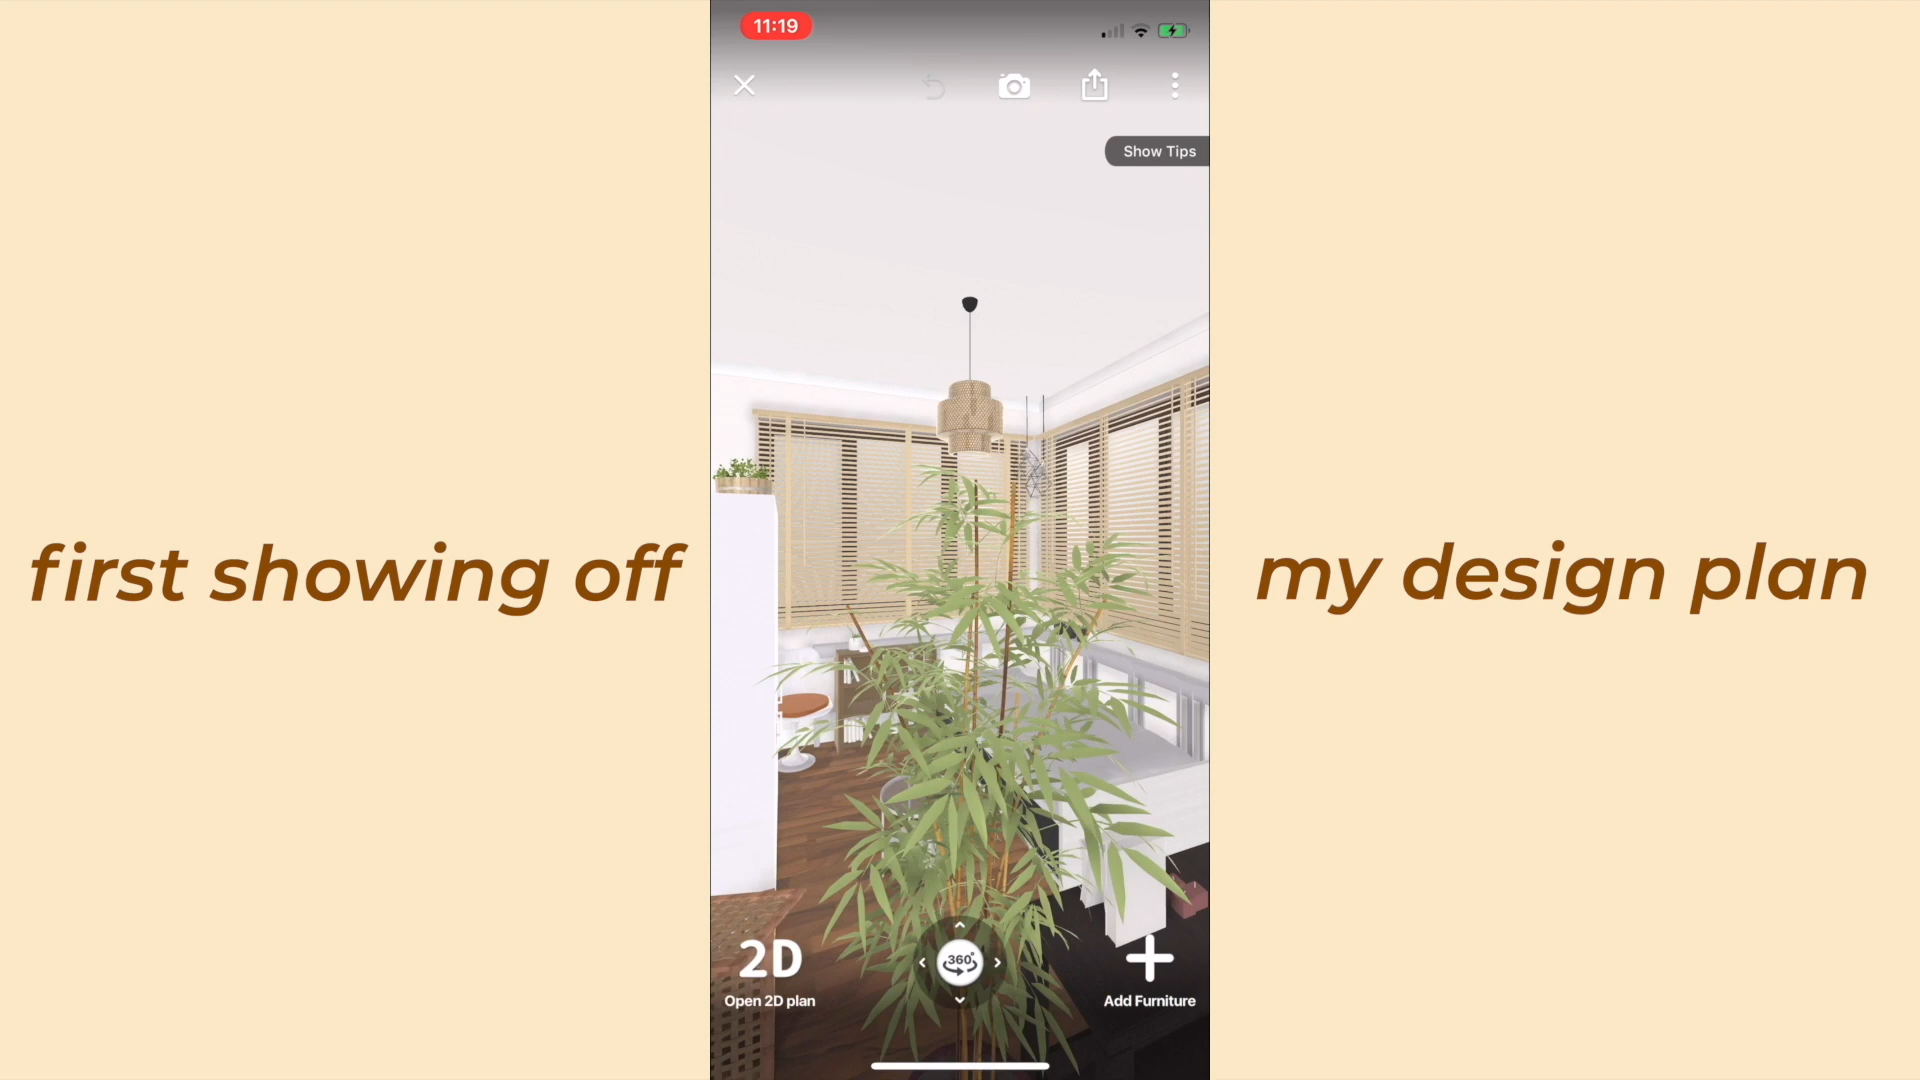 11:19
Show Tips
first showing off
my design plan
2D
360°
Open 2D plan
Add Furniture